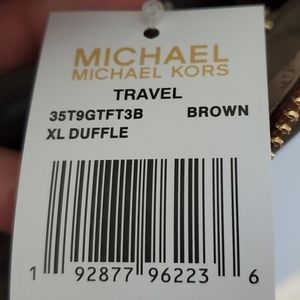 MICHAEL
MICHAEL KORS
TRAVEL
35T9GTFT3B BROWN
XL DUFFLE
1 92877 96223 6